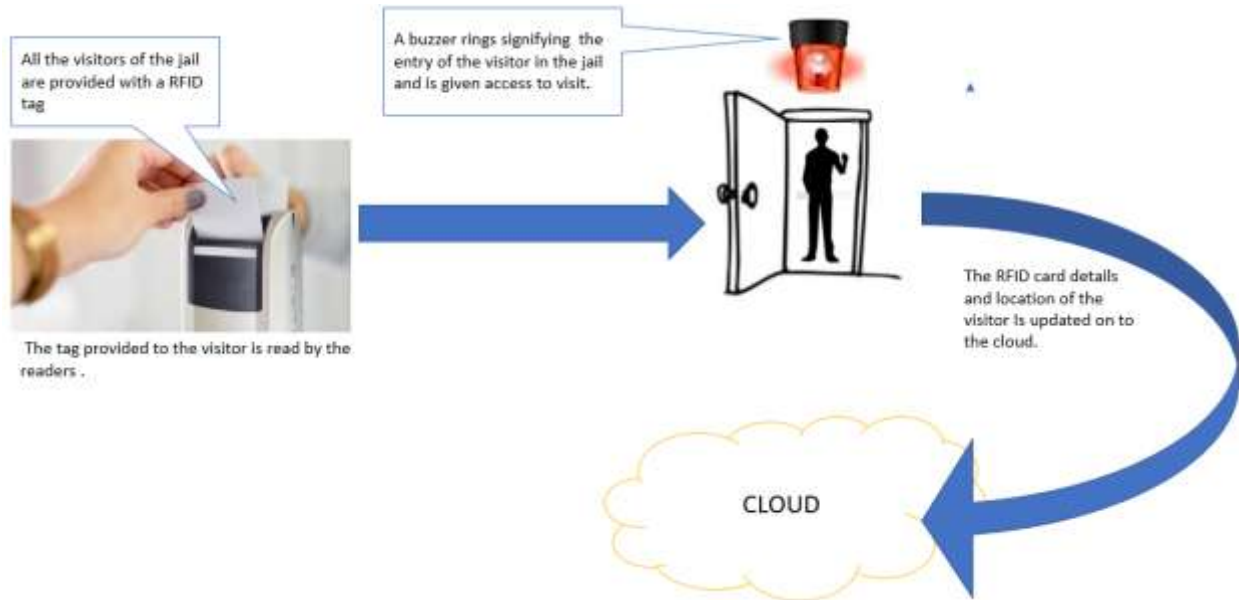 All the visitors of the jail
are provided with a RFID
tag
The tag provided to the visitor is read by the
readers .
A buzzer rings signifying the
entry of the visitor in the jail
and is given access to visit.
The RFID card details
and location of the
visitor is updated on to
the cloud.
CLOUD